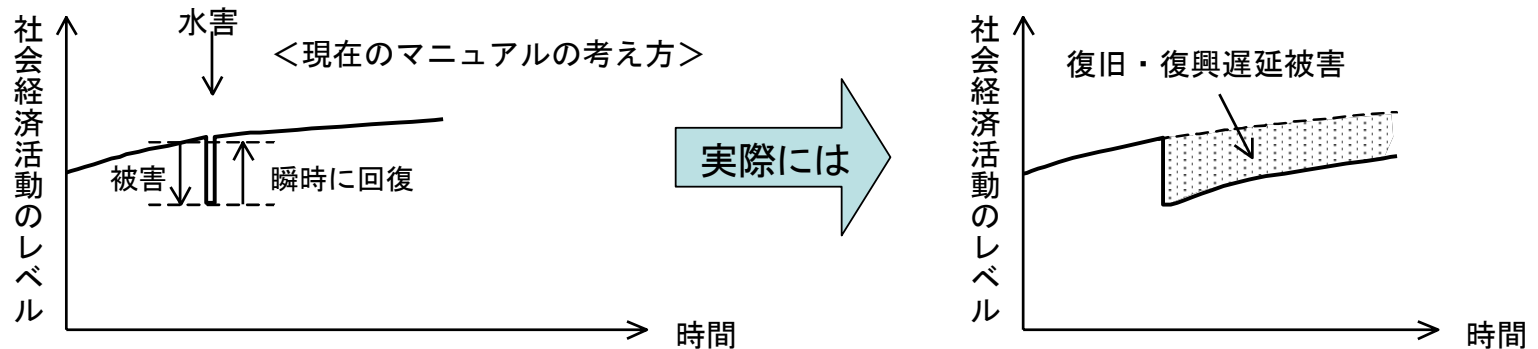 社会経済活動のレベル
水害
＜現在のマニュアルの考え方＞
被害
瞬時に回復
時間
実際には
社会経済活動のレベル
復旧・復興遅延被害
時間